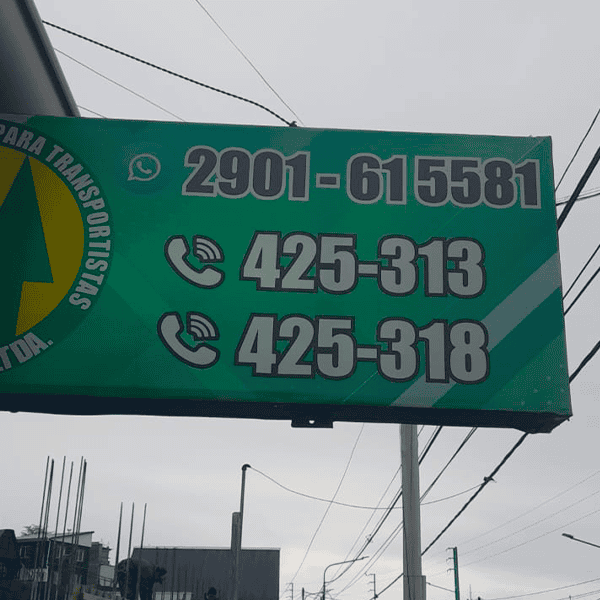 PARA TRANSPORTISTAS
LTDA.
2901-615581
425-313
425-318